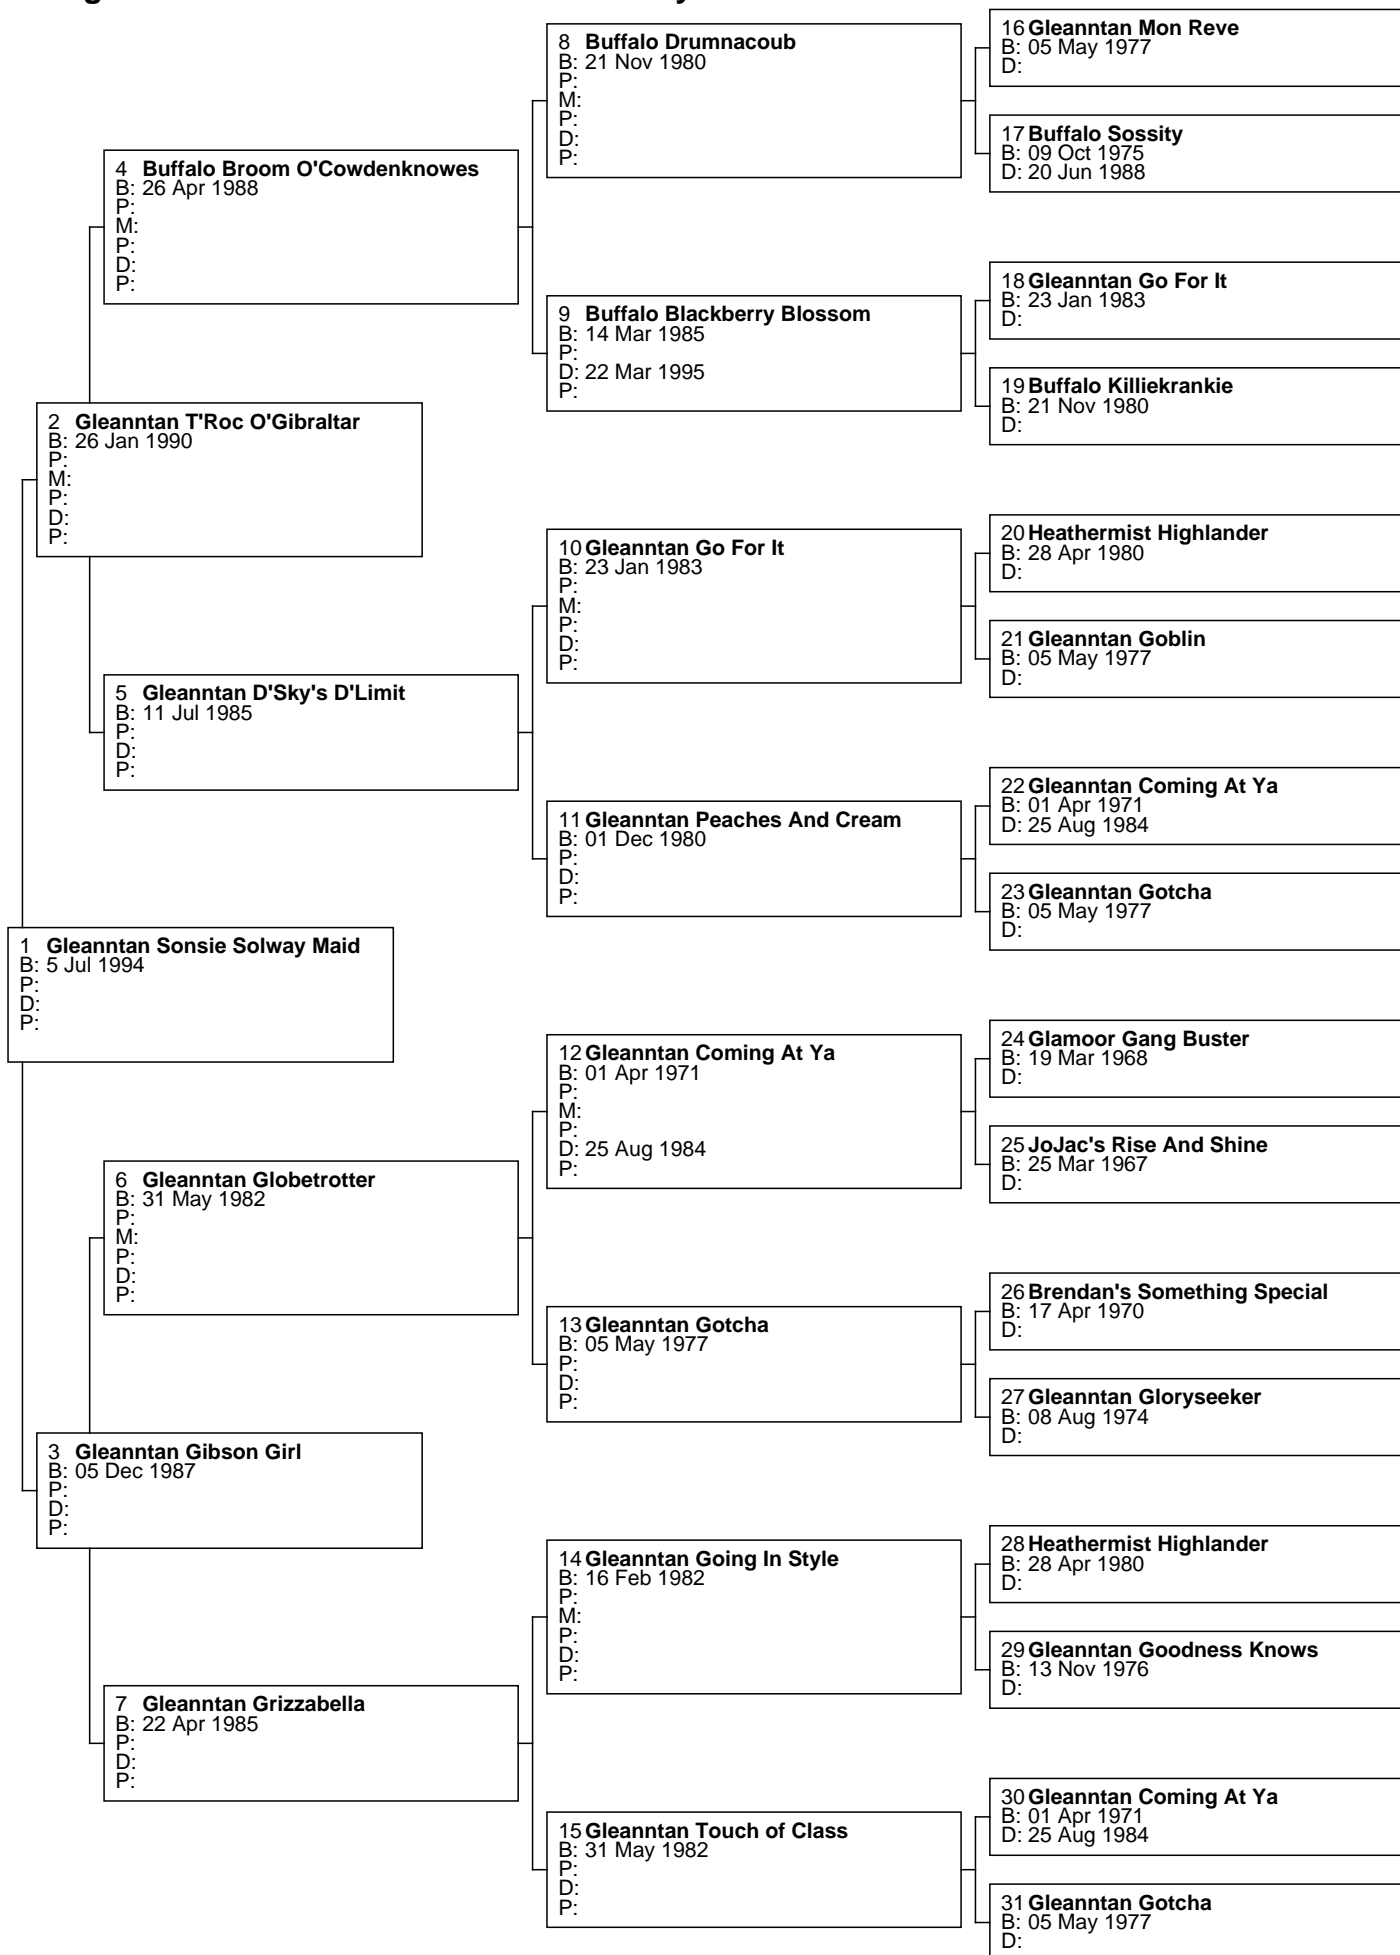 8 Buffalo Drumnacoub
B: 21 Nov 1980
P:
M:
P:
D:
P:
16 Gleanntan Mon Reve
B: 05 May 1977
D:
17 Buffalo Sossity
B: 09 Oct 1975
D: 20 Jun 1988
4 Buffalo Broom O'Cowdenknowes
B: 26 Apr 1988
P:
M:
P:
D:
P:
18 Gleanntan Go For It
B: 23 Jan 1983
D:
9 Buffalo Blackberry Blossom
B: 14 Mar 1985
P:
D: 22 Mar 1995
P:
19 Buffalo Killiekrankie
B: 21 Nov 1980
D:
2 Gleanntan T'Roc O'Gibraltar
B: 26 Jan 1990
P:
M:
P:
D:
P:
20 Heathermist Highlander
B: 28 Apr 1980
D:
10 Gleanntan Go For It
B: 23 Jan 1983
P:
M:
P:
D:
P:
21 Gleanntan Goblin
B: 05 May 1977
D:
5 Gleanntan D'Sky's D'Limit
B: 11 Jul 1985
P:
D:
P:
22 Gleanntan Coming At Ya
B: 01 Apr 1971
D: 25 Aug 1984
11 Gleanntan Peaches And Cream
B: 01 Dec 1980
P:
D:
P:
23 Gleanntan Gotcha
B: 05 May 1977
D:
1 Gleanntan Sonsie Solway Maid
B: 5 Jul 1994
P:
D:
P:
24 Glamoor Gang Buster
B: 19 Mar 1968
D:
12 Gleanntan Coming At Ya
B: 01 Apr 1971
P:
M:
P:
D: 25 Aug 1984
P:
25 JoJac's Rise And Shine
B: 25 Mar 1967
D:
6 Gleanntan Globetrotter
B: 31 May 1982
P:
M:
P:
D:
P:
26 Brendan's Something Special
B: 17 Apr 1970
D:
13 Gleanntan Gotcha
B: 05 May 1977
P:
D:
P:
27 Gleanntan Gloryseeker
B: 08 Aug 1974
D:
3 Gleanntan Gibson Girl
B: 05 Dec 1987
P:
D:
P:
28 Heathermist Highlander
B: 28 Apr 1980
D:
14 Gleanntan Going In Style
B: 16 Feb 1982
P:
M:
P:
D:
P:
29 Gleanntan Goodness Knows
B: 13 Nov 1976
D:
7 Gleanntan Grizzabella
B: 22 Apr 1985
P:
D:
P:
30 Gleanntan Coming At Ya
B: 01 Apr 1971
D: 25 Aug 1984
15 Gleanntan Touch of Class
B: 31 May 1982
P:
D:
P:
31 Gleanntan Gotcha
B: 05 May 1977
D: